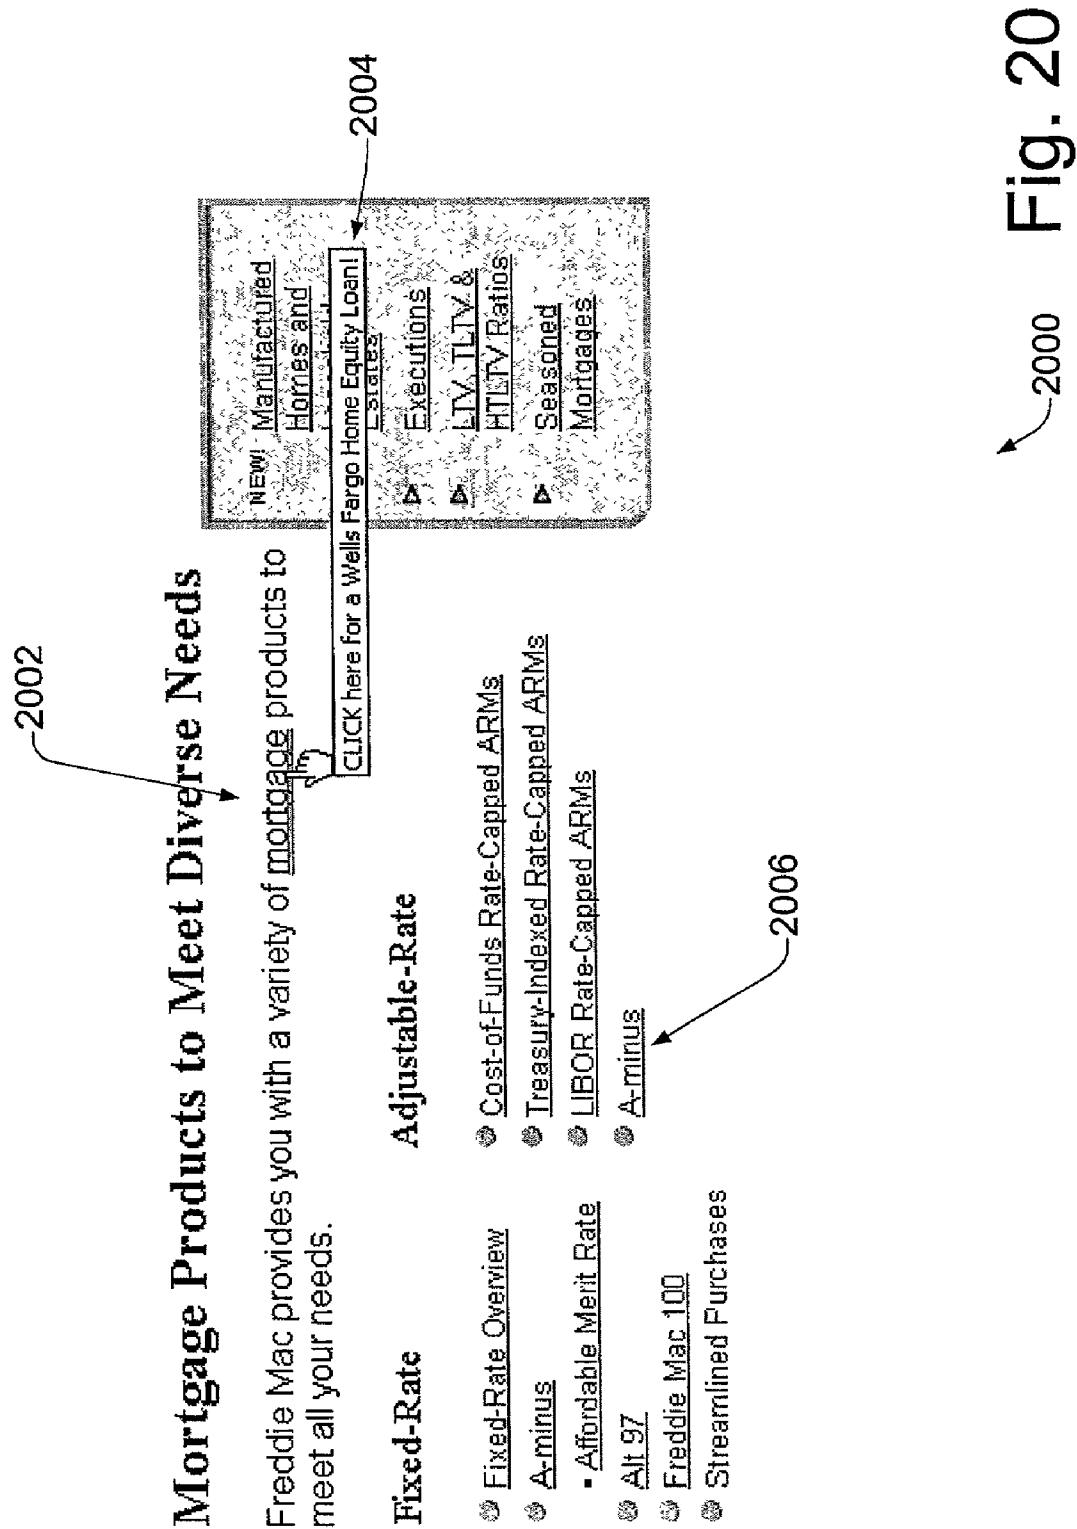 2002
Mortgage Products to Meet Diverse Needs
Freddie Mac provides you with a variety of mortgage products to
meet all your needs.
CLICK here for a Wells Fargo Home Equity Loan!
2004
NEW! Manufactured
Homes and
Estates
Executions
LTV, TLTV &
HTLTV Ratios
Seasoned
Mortgages
Fixed-Rate
Fixed-Rate Overview
A-minus
▪ Affordable Merit Rate
Alt 97
Freddie Mac 100
Streamlined Purchases
Adjustable-Rate
Cost-of-Funds Rate-Capped ARMs
Treasury-Indexed Rate-Capped ARMs
LIBOR Rate-Capped ARMs
A-minus
2006
2000
Fig. 20